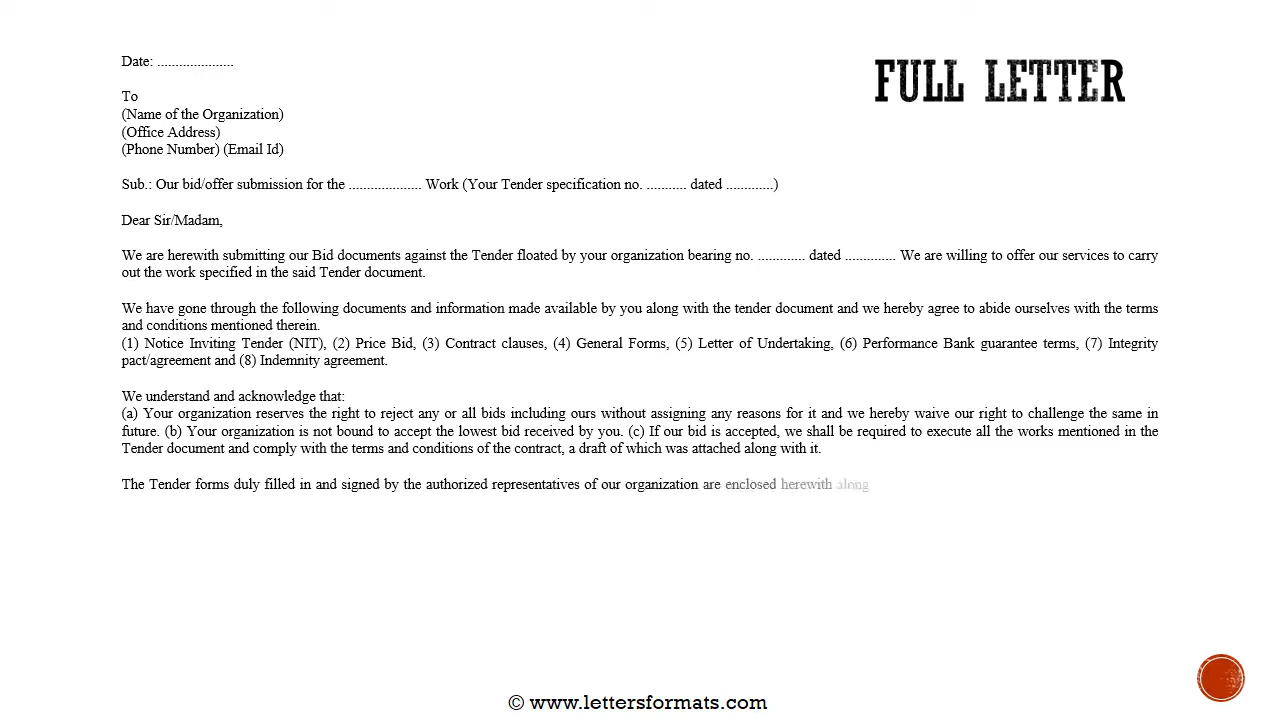 Date: .....................
FULL LETTER
To
(Name of the Organization)
(Office Address)
(Phone Number) (Email Id)
Sub.: Our bid/offer submission for the .................... Work (Your Tender specification no. ........... dated .............)
Dear Sir/Madam,
We are herewith submitting our Bid documents against the Tender floated by your organization bearing no. ............. dated .............. We are willing to offer our services to carry
out the work specified in the said Tender document.
We have gone through the following documents and information made available by you along with the tender document and we hereby agree to abide ourselves with the terms
and conditions mentioned therein.
(1) Notice Inviting Tender (NIT), (2) Price Bid, (3) Contract clauses, (4) General Forms, (5) Letter of Undertaking, (6) Performance Bank guarantee terms, (7) Integrity
pact/agreement and (8) Indemnity agreement.
We understand and acknowledge that:
(a) Your organization reserves the right to reject any or all bids including ours without assigning any reasons for it and we hereby waive our right to challenge the same in
future. (b) Your organization is not bound to accept the lowest bid received by you. (c) If our bid is accepted, we shall be required to execute all the works mentioned in the
Tender document and comply with the terms and conditions of the contract, a draft of which was attached along with it.
The Tender forms duly filled in and signed by the authorized representatives of our organization are enclosed herewith along
© www.lettersformats.com